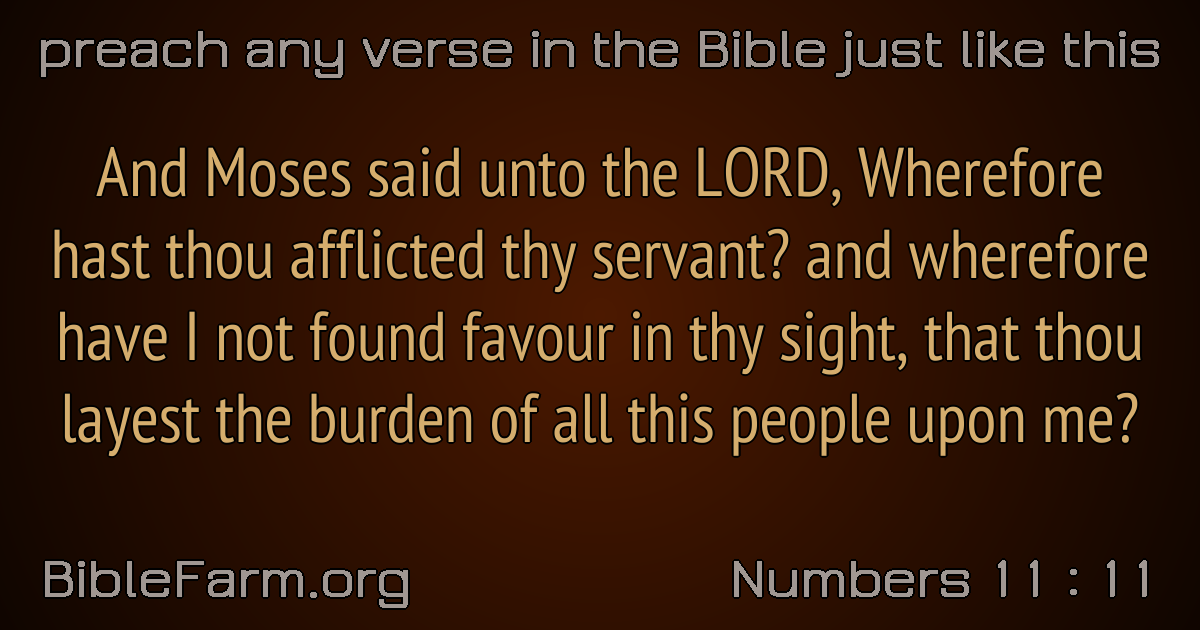 preach any verse in the Bible just like this
And Moses said unto the LORD, Wherefore
hast thou afflicted thy servant? and wherefore
have I not found favour in thy sight, that thou
layest the burden of all this people upon me?
BibleFarm.org
Numbers 11 : 11